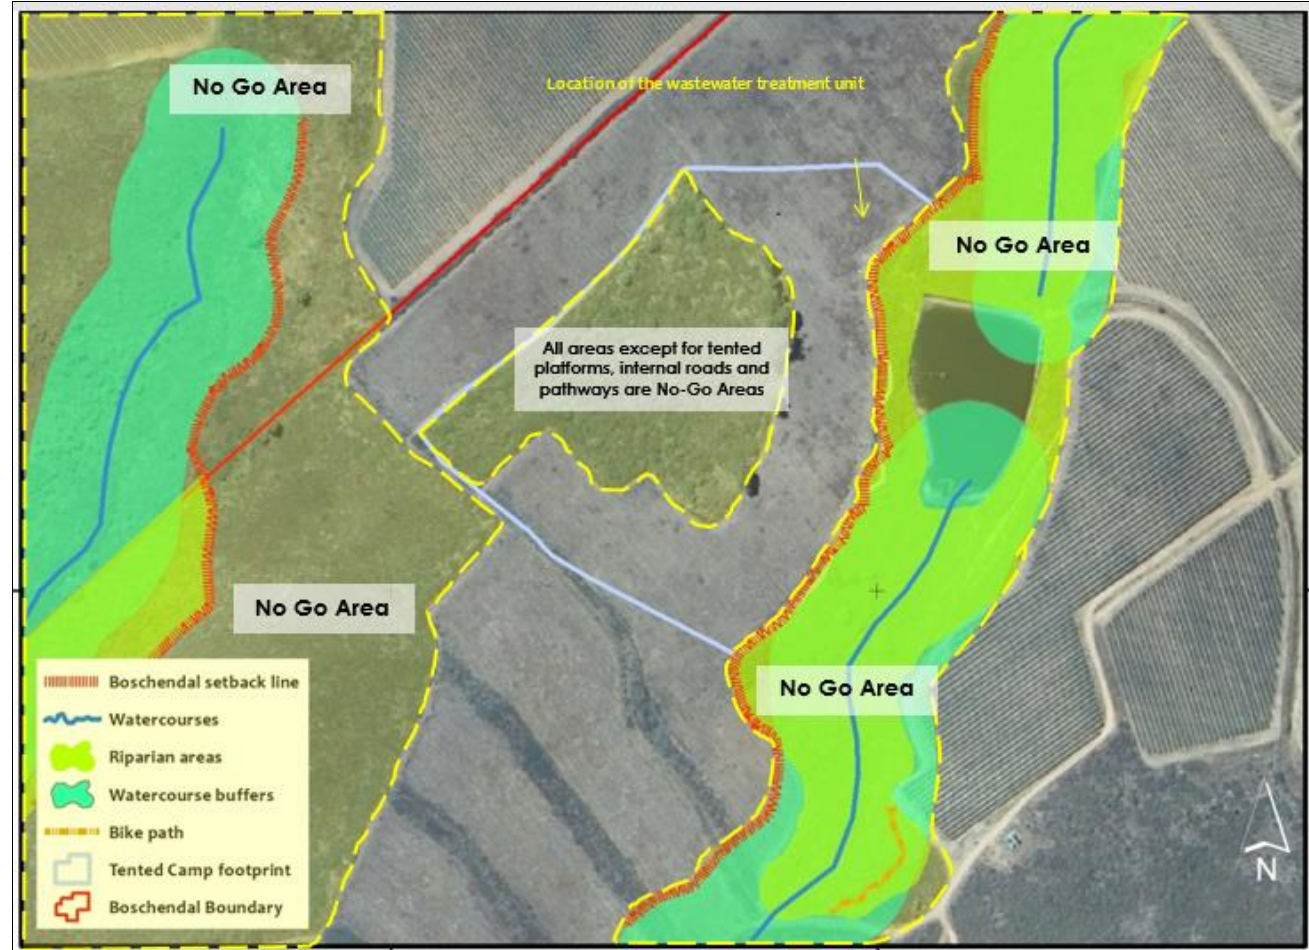 No Go Area
Location of the wastewater treatment unit
No Go Area
All areas except for tented
platforms, internal roads and
pathways are No-Go Areas
No Go Area
No Go Area
Boschendal setback line
Watercourses
Riparian areas
Watercourse buffers
Bike path
Tented Camp footprint
Boschendal Boundary
N